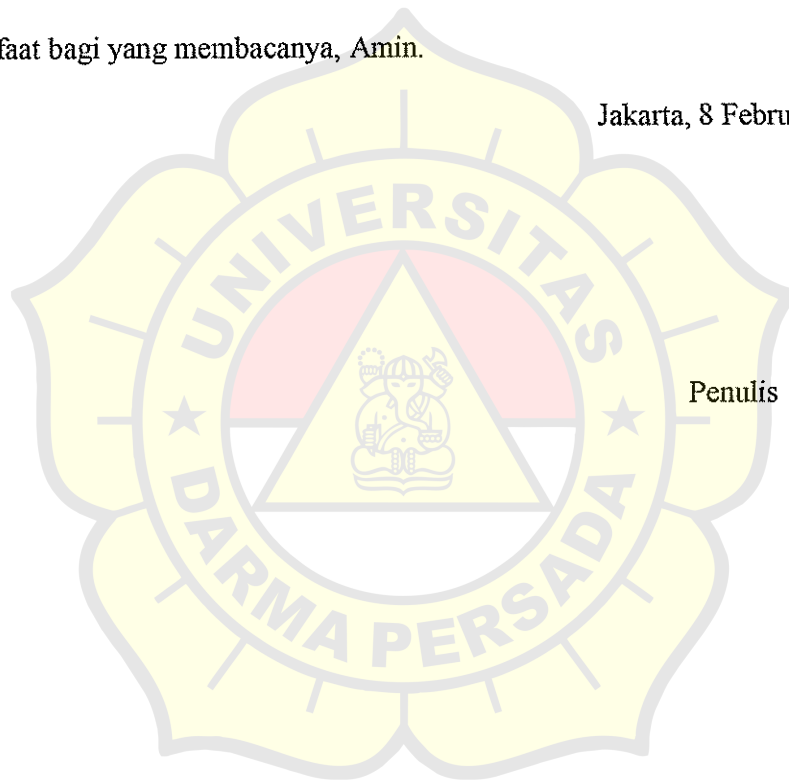 faat bagi yang membacanya, Amin.
Jakarta, 8 Febru
UNIVERSITAS
Penulis
DARMA PERSADA